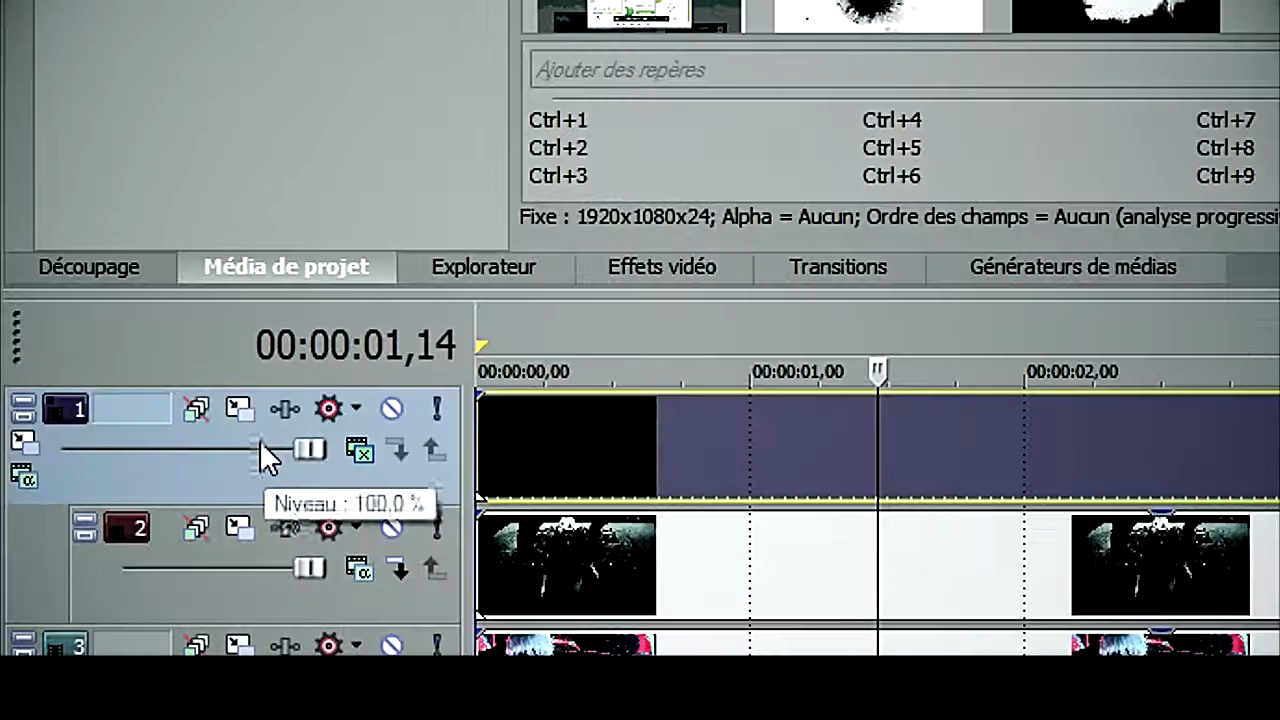 Ajouter des repères
Ctrl+1 Ctrl+4 Ctrl+7
Ctrl+2 Ctrl+5 Ctrl+8
Ctrl+3 Ctrl+6 Ctrl+9
Fixe : 1920x1080x24; Alpha = Aucun; Ordre des champs = Aucun (analyse progressi
Découpage Média de projet Explorateur Effets vidéo Transitions Générateurs de médias
00:00:01,14
00:00:00,00 00:00:01,00 00:00:02,00
1
Niveau : 100,0 %
2
3